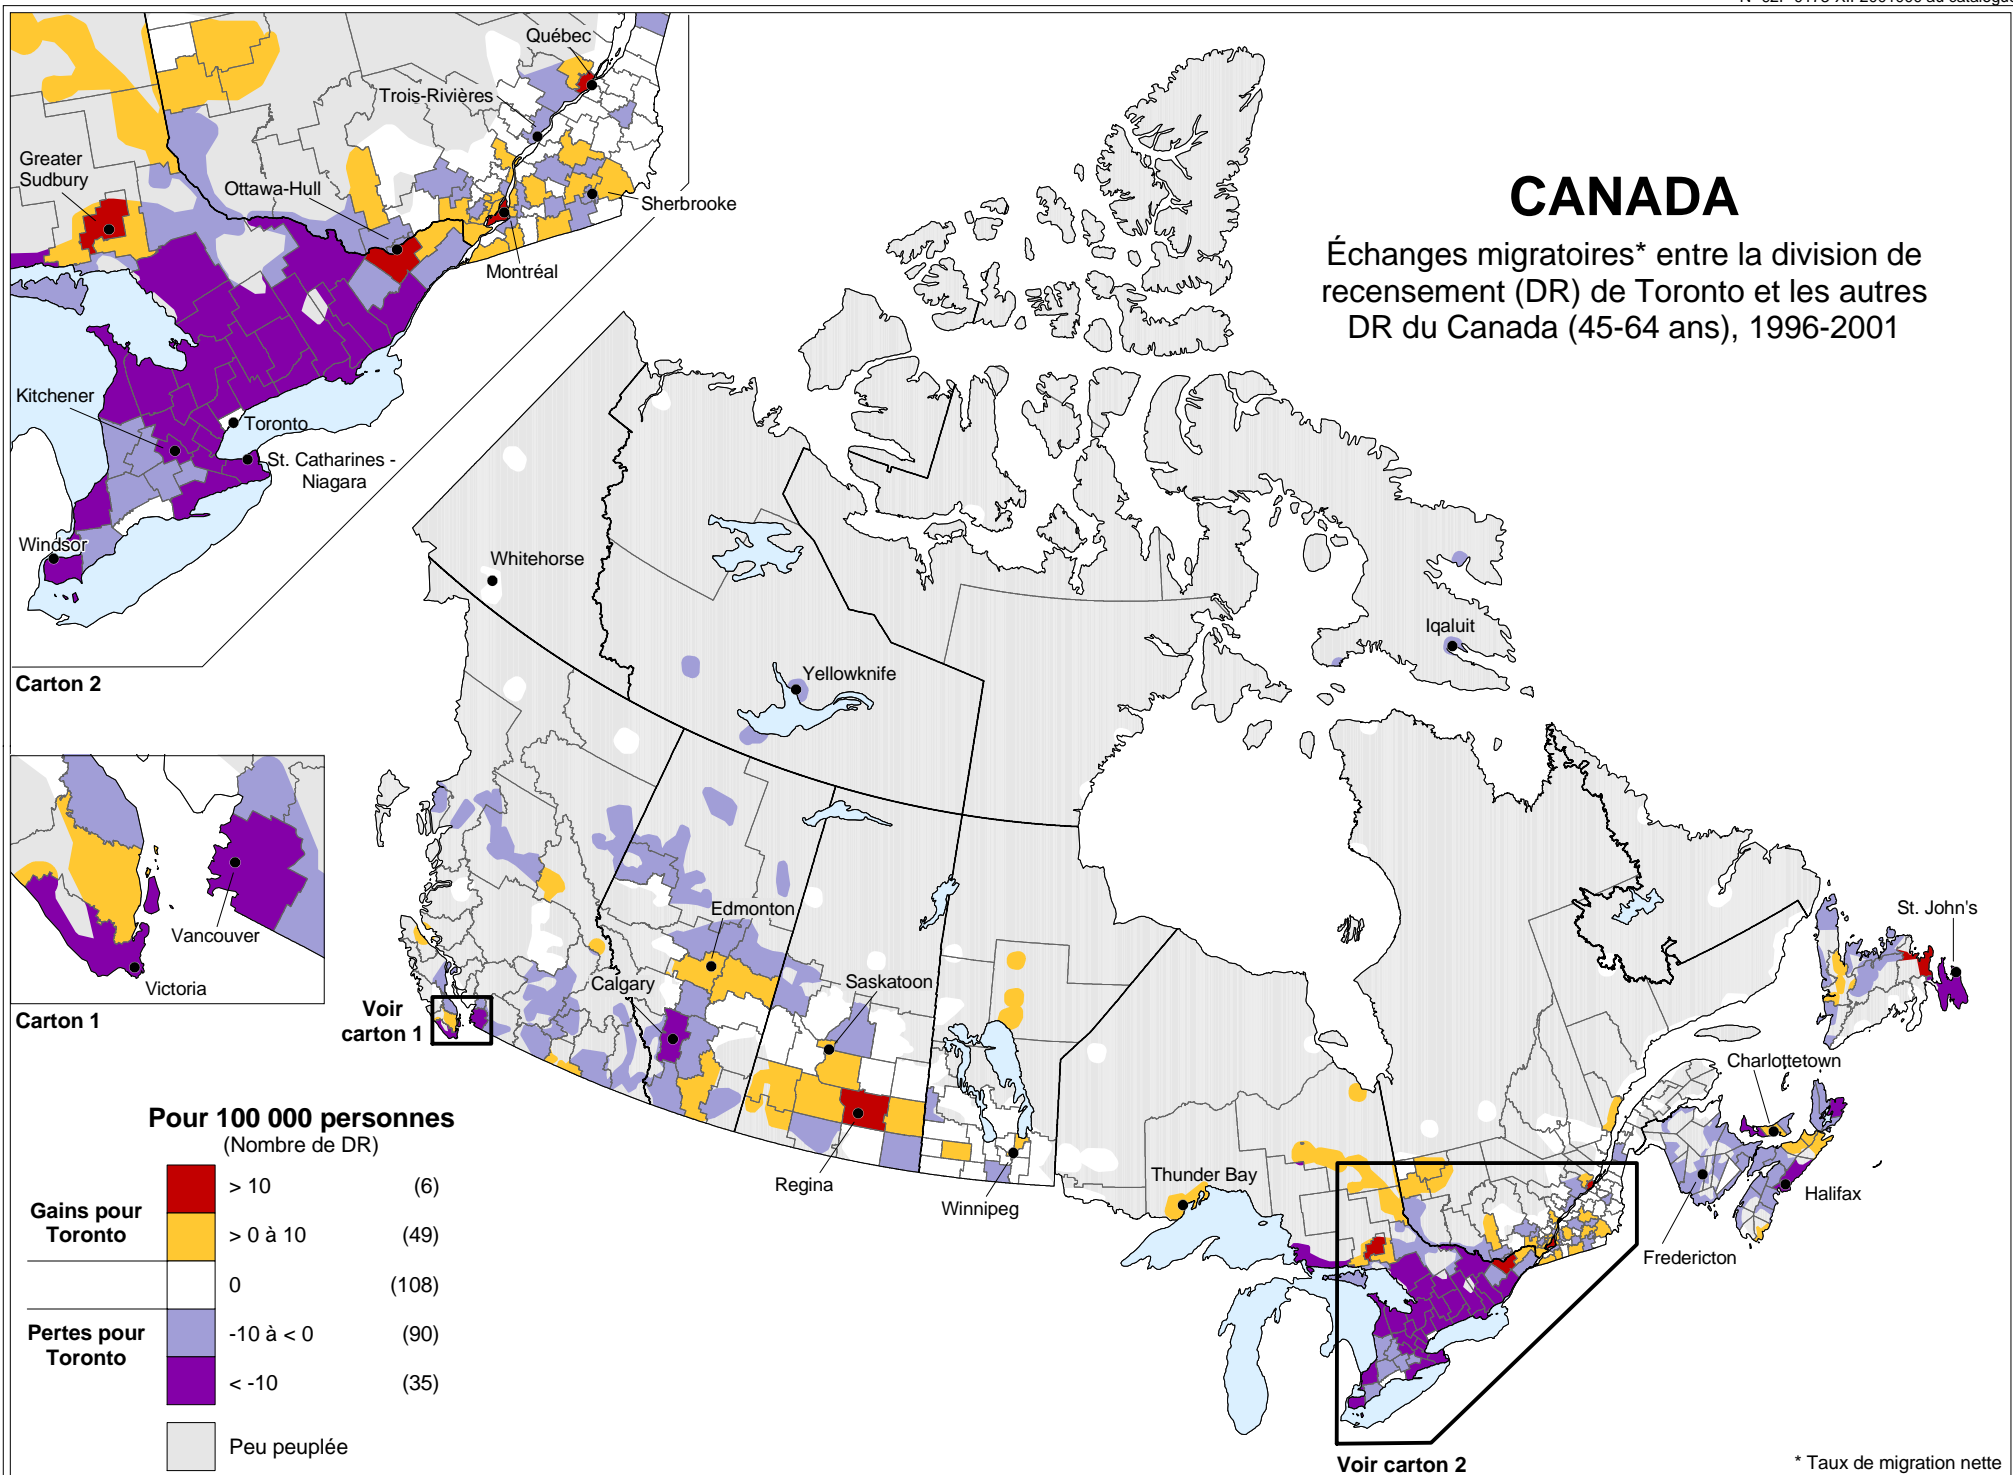 CANADA
Échanges migratoires* entre la division de
recensement (DR) de Toronto et les autres
DR du Canada (45-64 ans), 1996-2001
Québec
Trois-Rivières
Greater
Sudbury
Ottawa-Hull
Sherbrooke
Montréal
Kitchener
Toronto
St. Catharines -
Niagara
Windsor
Carton 2
Whitehorse
Yellowknife
Iqaluit
Vancouver
Victoria
Carton 1
Voir
carton 1
Edmonton
Calgary
Saskatoon
Regina
Winnipeg
Thunder Bay
St. John's
Charlottetown
Halifax
Fredericton
Pour 100 000 personnes
(Nombre de DR)
Gains pour
Toronto
> 10 (6)
> 0 à 10 (49)
0 (108)
Pertes pour
Toronto
-10 à < 0 (90)
< -10 (35)
Peu peuplée
Voir carton 2
* Taux de migration nette